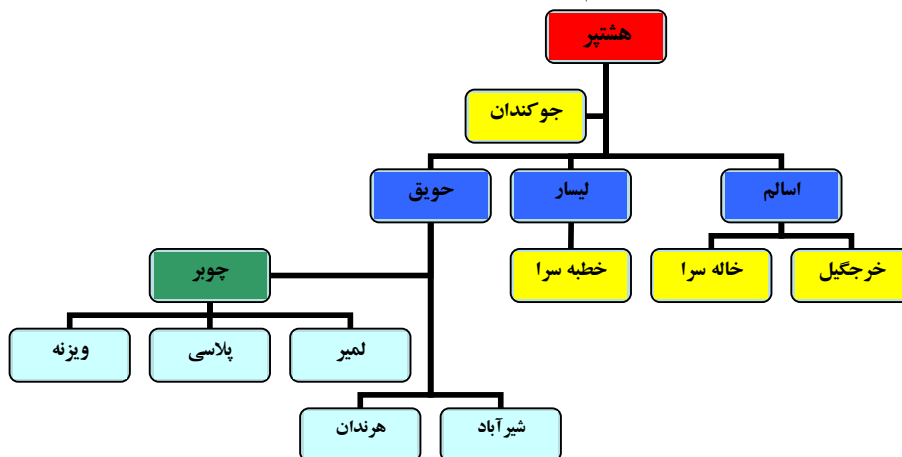 هشتپر
جوکندان
اسالم
لیسار
حویق
خرجگیل
خاله سرا
خطبه سرا
چوبر
لمیر
پلاسی
ویزنه
شیرآباد
هرندان